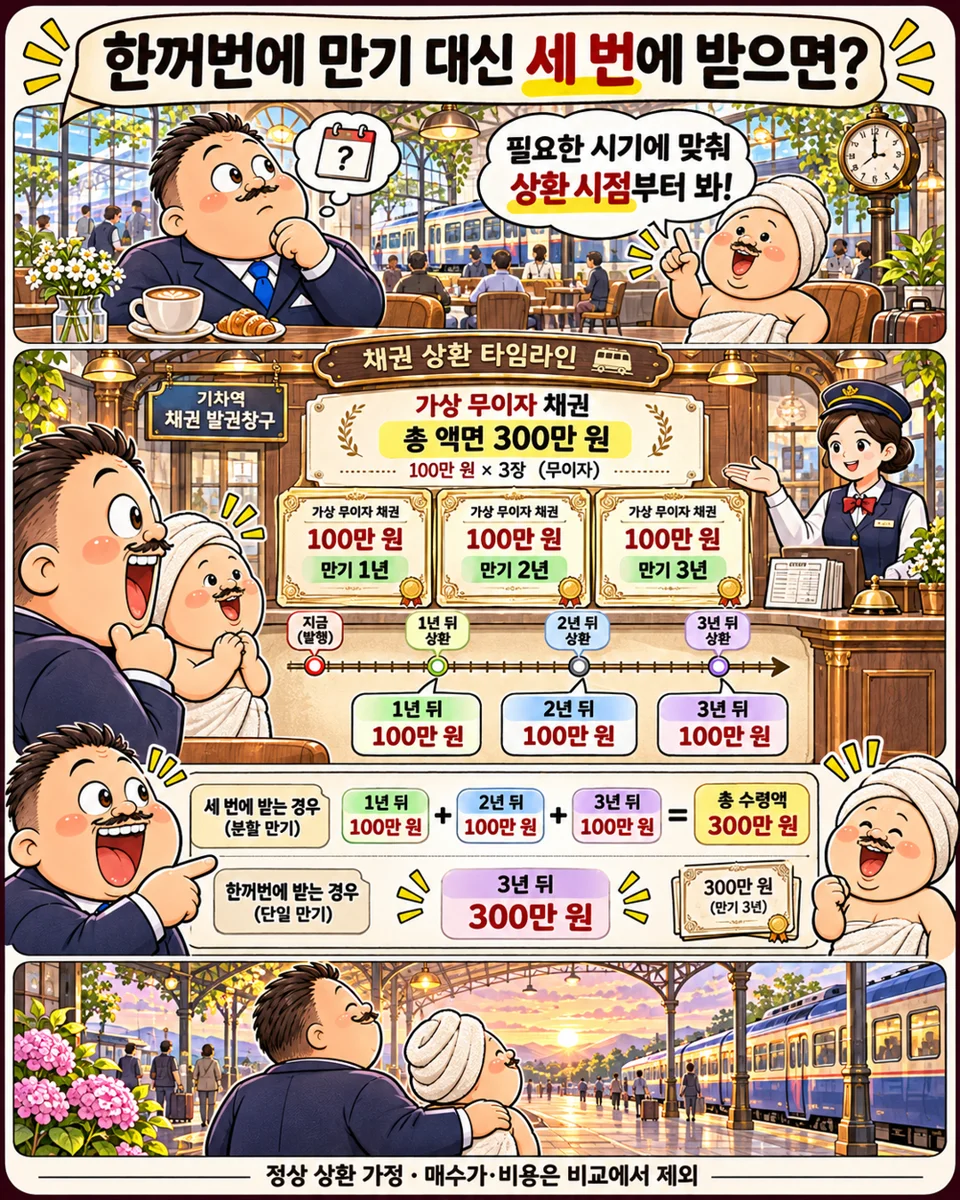 한꺼번에 만기 대신 세 번에 받으면?
?
필요한 시기에 맞춰
상환 시점부터 봐!
채권 상환 타임라인
기차역
채권 발권창구
가상 무이자 채권
총 액면 300만 원
100만 원 × 3장 (무이자)
가상 무이자 채권
100만 원
만기 1년
가상 무이자 채권
100만 원
만기 2년
가상 무이자 채권
100만 원
만기 3년
지금
(발행)
1년 뒤
상환
2년 뒤
상환
3년 뒤
상환
1년 뒤
100만 원
2년 뒤
100만 원
3년 뒤
100만 원
세 번에 받는 경우
(분할 만기)
1년 뒤
100만 원
+
2년 뒤
100만 원
+
3년 뒤
100만 원
=
총 수령액
300만 원
한꺼번에 받는 경우
(단일 만기)
3년 뒤
300만 원
300만 원
(만기 3년)
정상 상환 가정 · 매수가·비용은 비교에서 제외